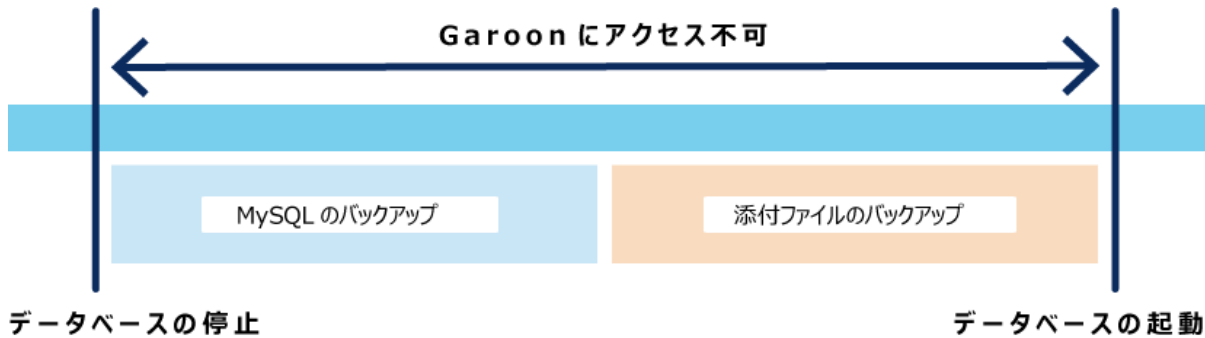 Garoon にアクセス不可
MySQL のバックアップ
添付ファイルのバックアップ
データベースの停止
データベースの起動